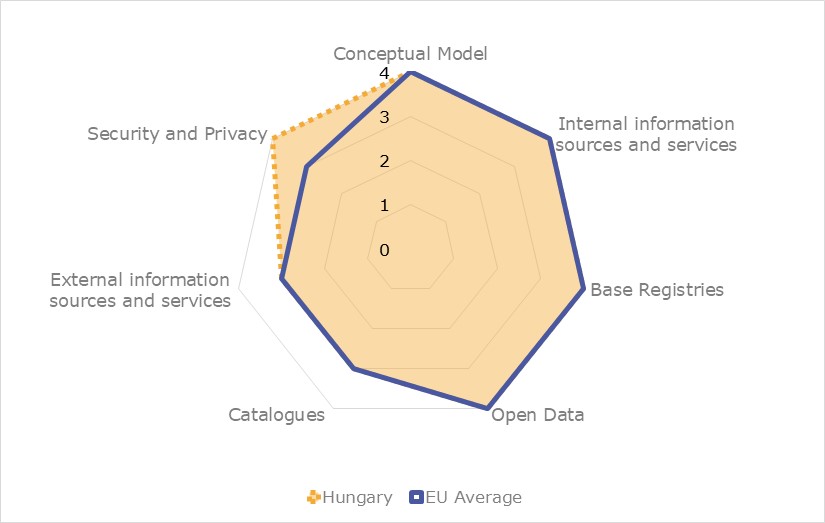 Conceptual Model
4
Internal information
sources and services
3
Security and Privacy
2
1
0
External information
sources and services
Base Registries
Catalogues
Open Data
Hungary
EU Average